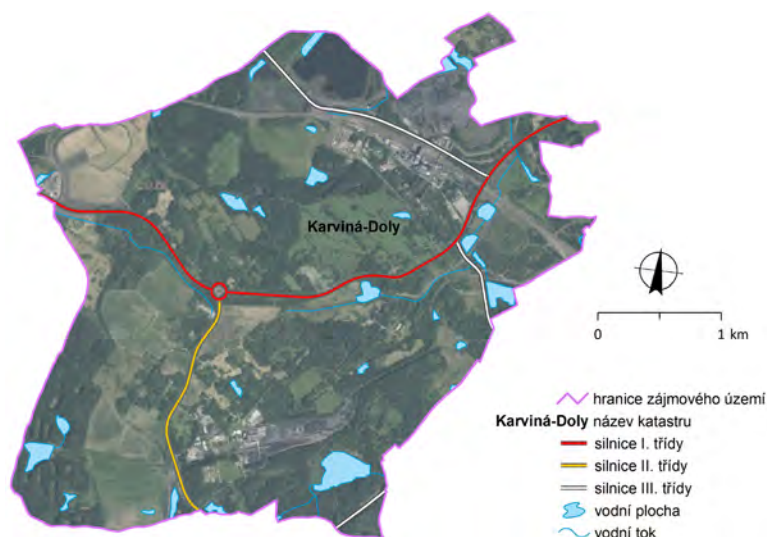 Karviná-Doly
0 1 km
hranice zájmového území
Karviná-Doly název katastru
silnice I. třídy
silnice II. třídy
silnice III. třídy
vodní plocha
vodní tok